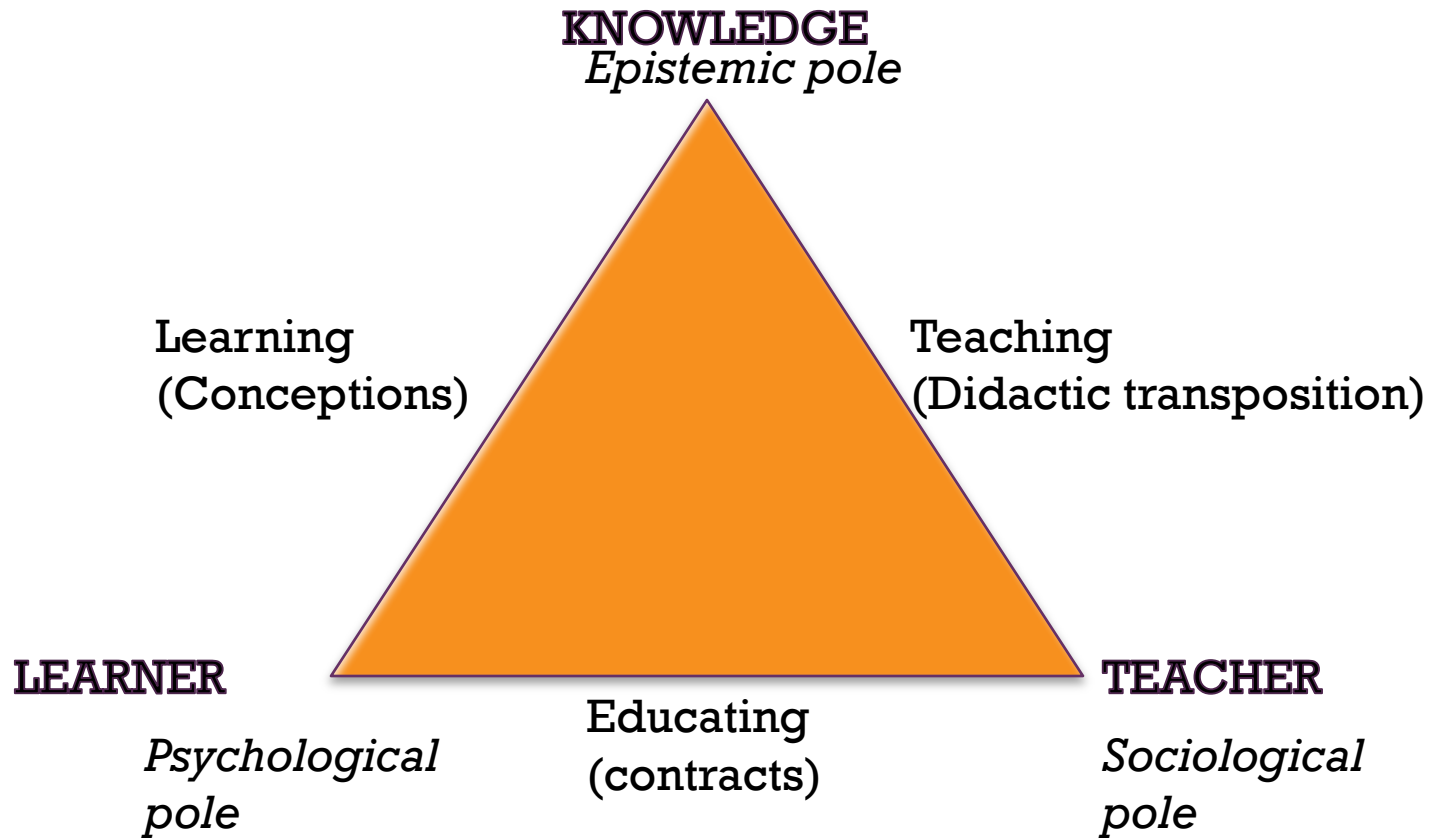 KNOWLEDGE
Epistemic pole
Learning
(Conceptions)
Teaching
(Didactic transposition)
LEARNER
Psychological
pole
Educating
(contracts)
TEACHER
Sociological
pole